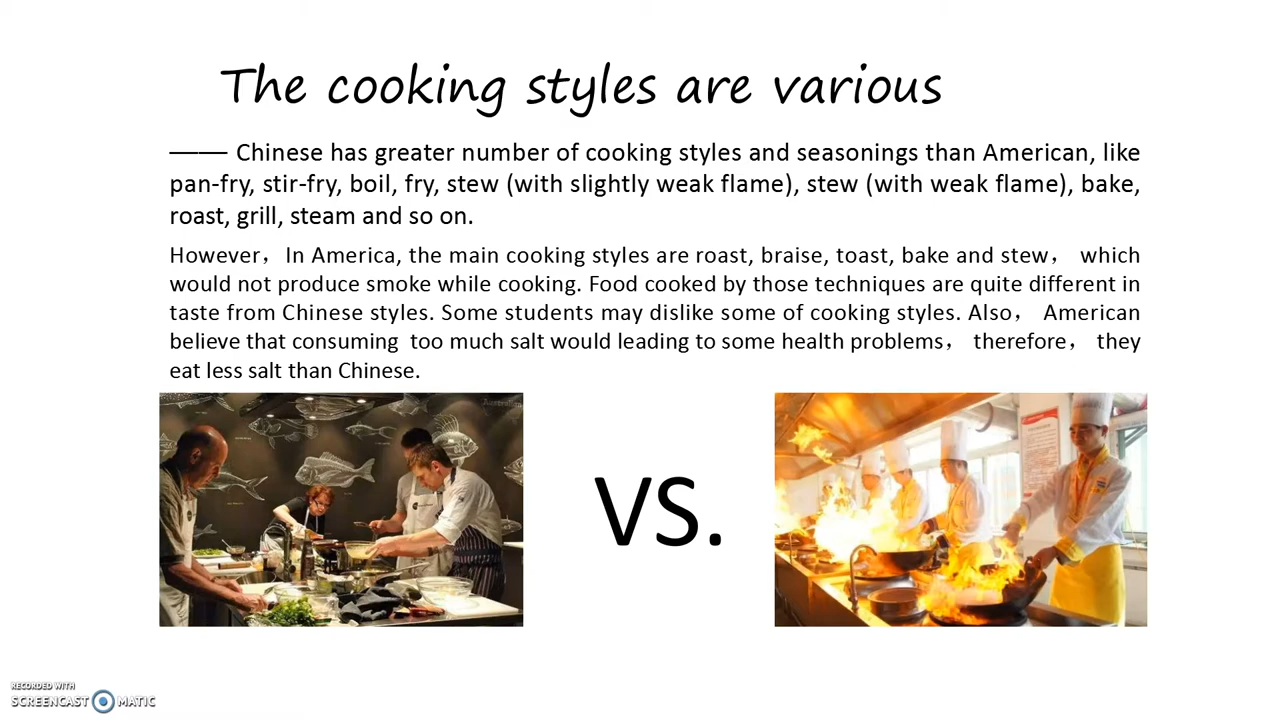 The cooking styles are various
—— Chinese has greater number of cooking styles and seasonings than American, like
pan-fry, stir-fry, boil, fry, stew (with slightly weak flame), stew (with weak flame), bake,
roast, grill, steam and so on.
However，In America, the main cooking styles are roast, braise, toast, bake and stew， which
would not produce smoke while cooking. Food cooked by those techniques are quite different in
taste from Chinese styles. Some students may dislike some of cooking styles. Also， American
believe that consuming  too much salt would leading to some health problems， therefore， they
eat less salt than Chinese.
VS.
RECORDED WITH
SCREENCAST MATIC